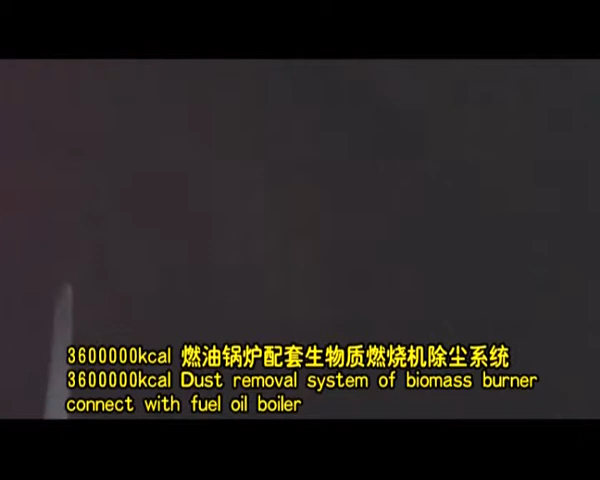 3600000kcal 燃油锅炉配套生物质燃烧机除尘系统
3600000kcal Dust removal system of biomass burner
connect with fuel oil boiler